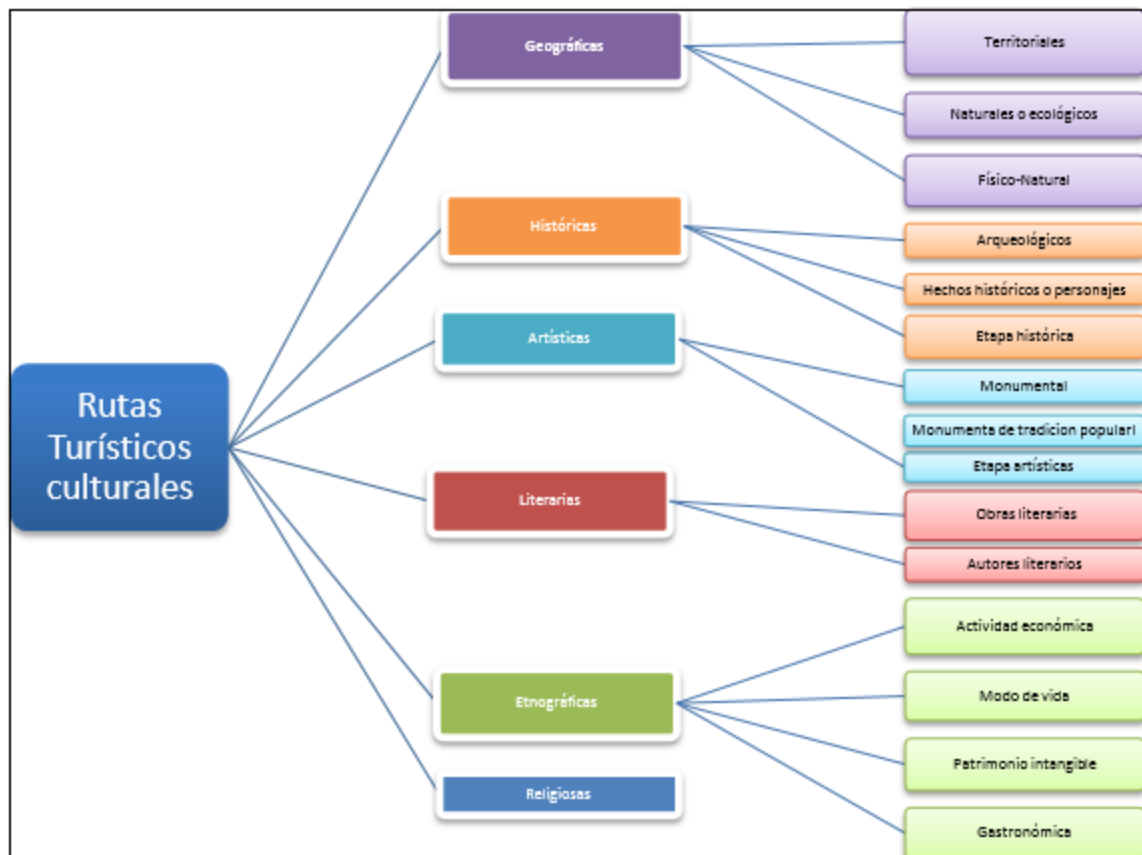 Rutas
Turísticos
culturales
Geográficas
Territoriales
Naturales o ecológicos
Físico-Natural
Históricas
Arqueológicos
Hechos históricos o personajes
Etapa histórica
Artísticas
Monumental
Monumenta de tradicion populari
Etapa artísticas
Literarias
Obras literarias
Autores literarios
Etnográficas
Actividad económica
Modo de vida
Patrimonio intangible
Gastronómica
Religiosas